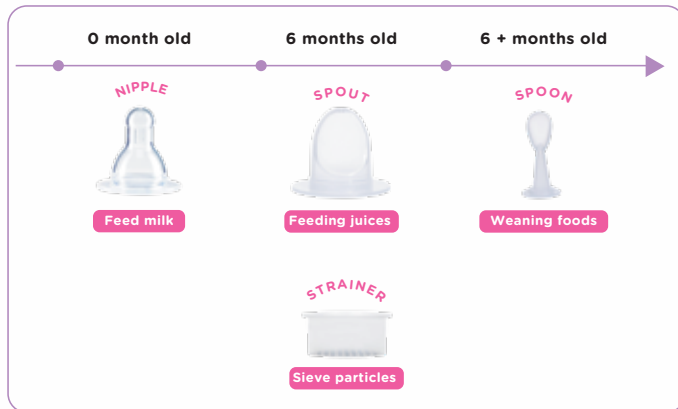 0 month old
6 months old
6 + months old
NIPPLE
SPOUT
SPOON
Feed milk
Feeding juices
Weaning foods
STRAINER
Sieve particles